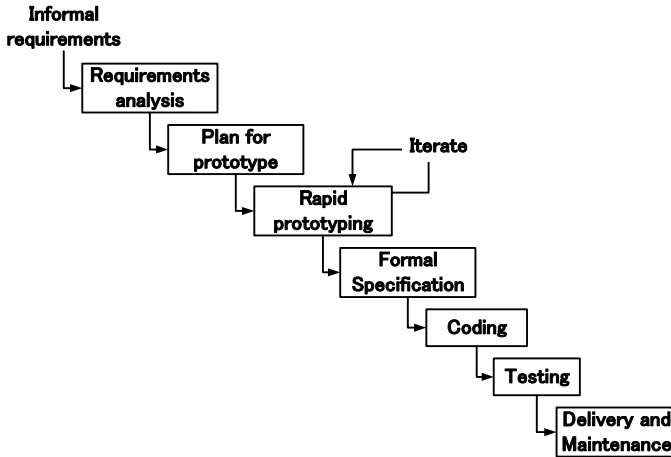 Informal
requirements
Requirements
analysis
Plan for
prototype
Iterate
Rapid
prototyping
Formal
Specification
Coding
Testing
Delivery and
Maintenance